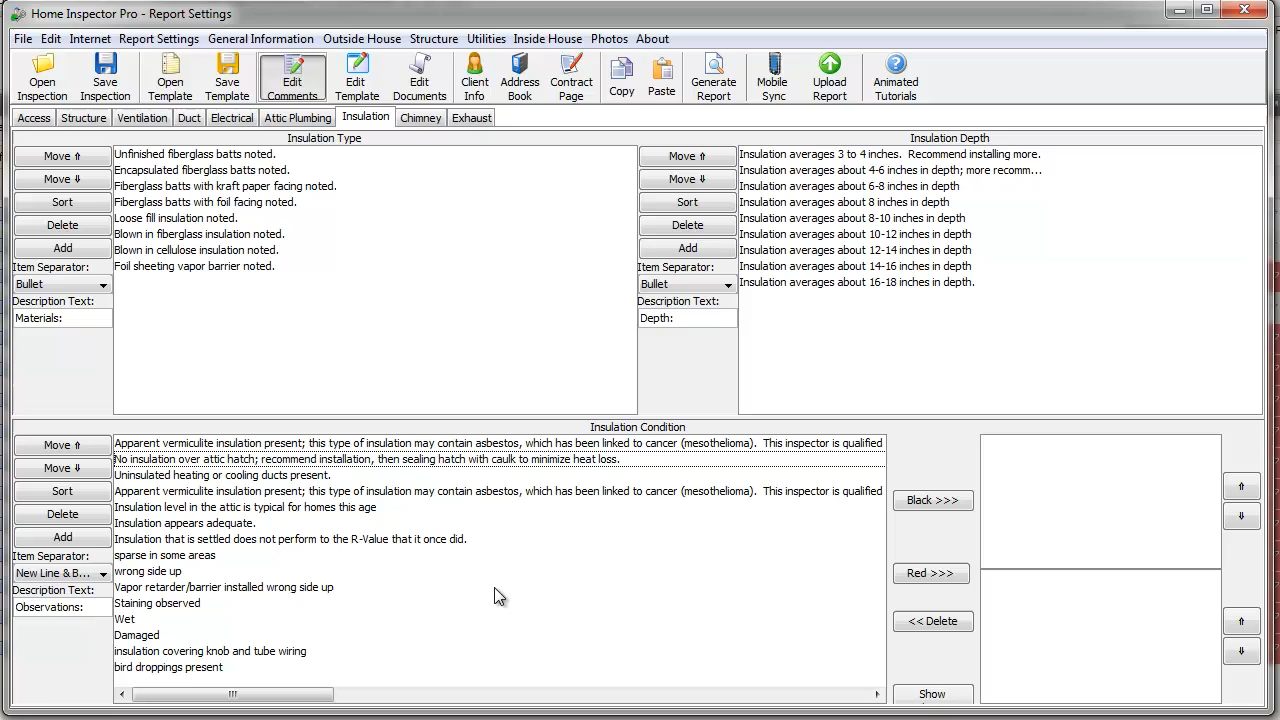 Home Inspector Pro - Report Settings
File Edit Internet Report Settings General Information Outside House Structure Utilities Inside House Photos About
Open Inspection
Save Inspection
Open Template
Save Template
Edit Comments
Edit Template
Edit Documents
Client Info
Address Book
Contract Page
Copy
Paste
Generate Report
Mobile Sync
Upload Report
Animated Tutorials
Access Structure Ventilation Duct Electrical Attic Plumbing Insulation Chimney Exhaust
Insulation Type
Move ⇑
Move ⇓
Sort
Delete
Add
Item Separator:
Bullet
Description Text:
Materials:
Unfinished fiberglass batts noted.
Encapsulated fiberglass batts noted.
Fiberglass batts with kraft paper facing noted.
Fiberglass batts with foil facing noted.
Loose fill insulation noted.
Blown in fiberglass insulation noted.
Blown in cellulose insulation noted.
Foil sheeting vapor barrier noted.
Insulation Depth
Move ⇑
Move ⇓
Sort
Delete
Add
Item Separator:
Bullet
Description Text:
Depth:
Insulation averages 3 to 4 inches. Recommend installing more.
Insulation averages about 4-6 inches in depth; more recomm...
Insulation averages about 6-8 inches in depth
Insulation averages about 8 inches in depth
Insulation averages about 8-10 inches in depth
Insulation averages about 10-12 inches in depth
Insulation averages about 12-14 inches in depth
Insulation averages about 14-16 inches in depth
Insulation averages about 16-18 inches in depth.
Insulation Condition
Move ⇑
Move ⇓
Sort
Delete
Add
Item Separator:
New Line & B...
Description Text:
Observations:
Apparent vermiculite insulation present; this type of insulation may contain asbestos, which has been linked to cancer (mesothelioma). This inspector is qualified
No insulation over attic hatch; recommend installation, then sealing hatch with caulk to minimize heat loss.
Uninsulated heating or cooling ducts present.
Apparent vermiculite insulation present; this type of insulation may contain asbestos, which has been linked to cancer (mesothelioma). This inspector is qualified
Insulation level in the attic is typical for homes this age
Insulation appears adequate.
Insulation that is settled does not perform to the R-Value that it once did.
sparse in some areas
wrong side up
Vapor retarder/barrier installed wrong side up
Staining observed
Wet
Damaged
insulation covering knob and tube wiring
bird droppings present
Black >>>
Red >>>
<< Delete
Show